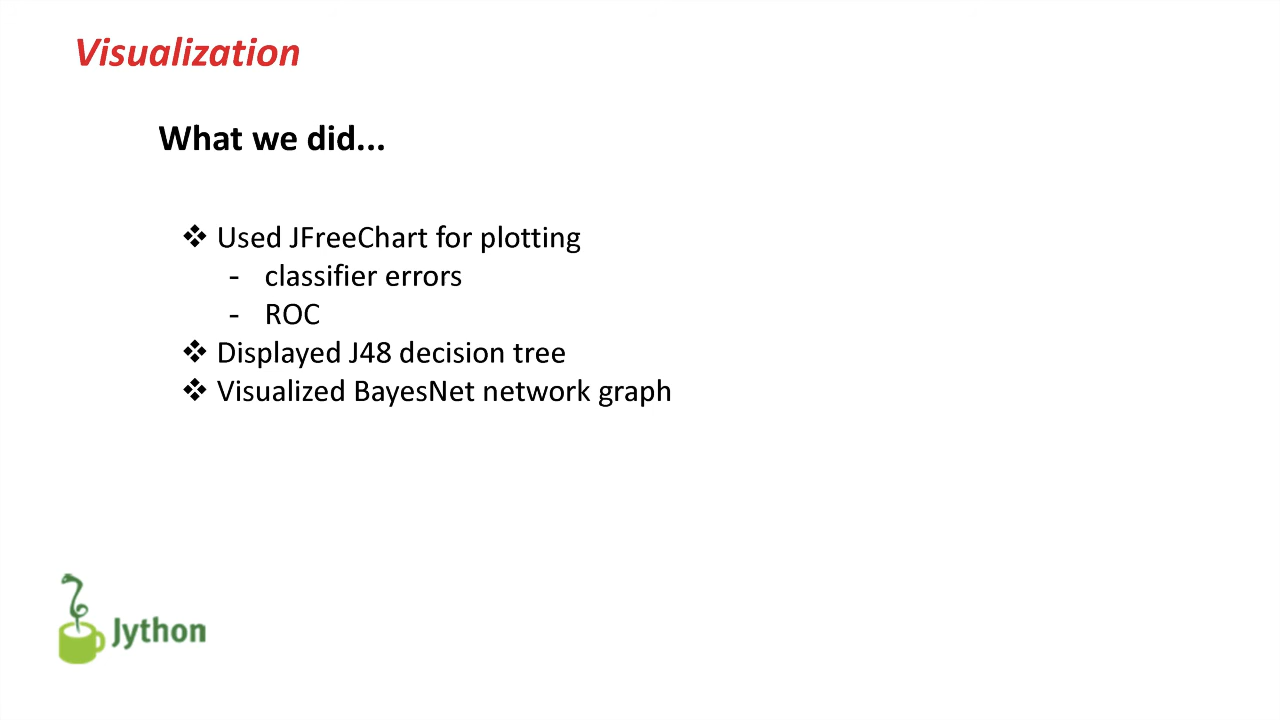 Visualization
What we did...
❖ Used JFreeChart for plotting
- classifier errors
- ROC
❖ Displayed J48 decision tree
❖ Visualized BayesNet network graph
Jython